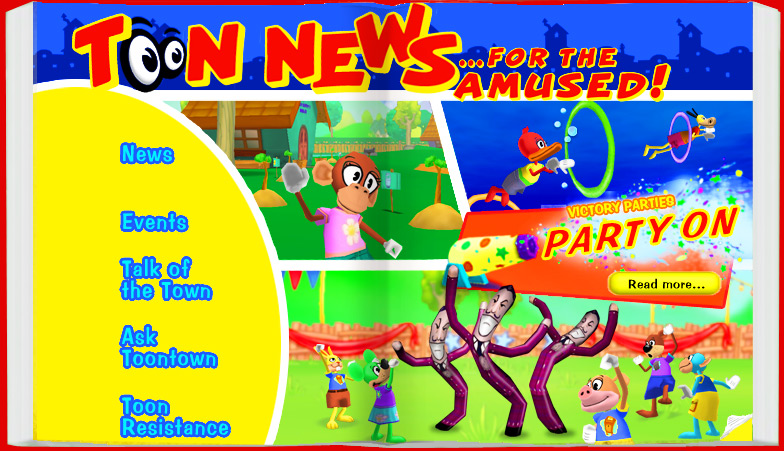 TOON NEWS
...FOR THE
AMUSED!
News
Events
Talk of
the Town
Ask
Toontown
Toon
Resistance
VICTORY PARTIES
PARTY ON
Read more...